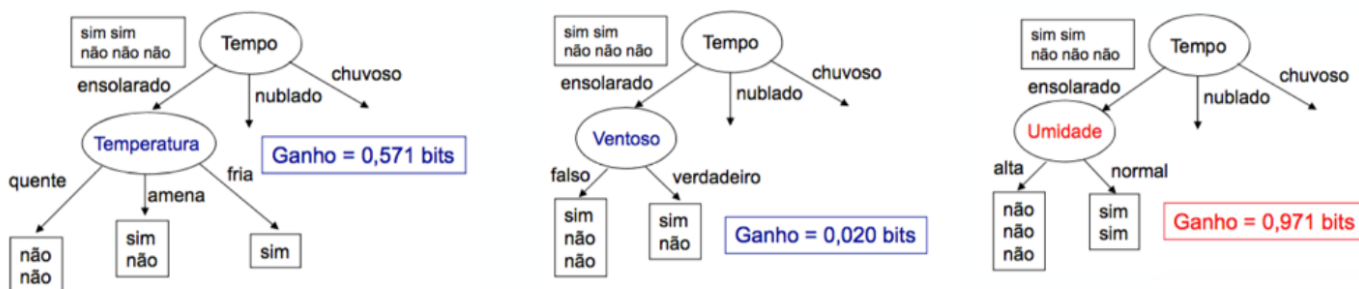 sim sim
não não não
Tempo
ensolarado
nublado
chuvoso
Temperatura
Ganho = 0,571 bits
quente
amena
fria
não
não
sim
não
sim
sim sim
não não não
Tempo
ensolarado
nublado
chuvoso
Ventoso
falso
verdadeiro
sim
não
não
sim
não
Ganho = 0,020 bits
sim sim
não não não
Tempo
ensolarado
nublado
chuvoso
Umidade
alta
normal
não
não
não
sim
sim
Ganho = 0,971 bits